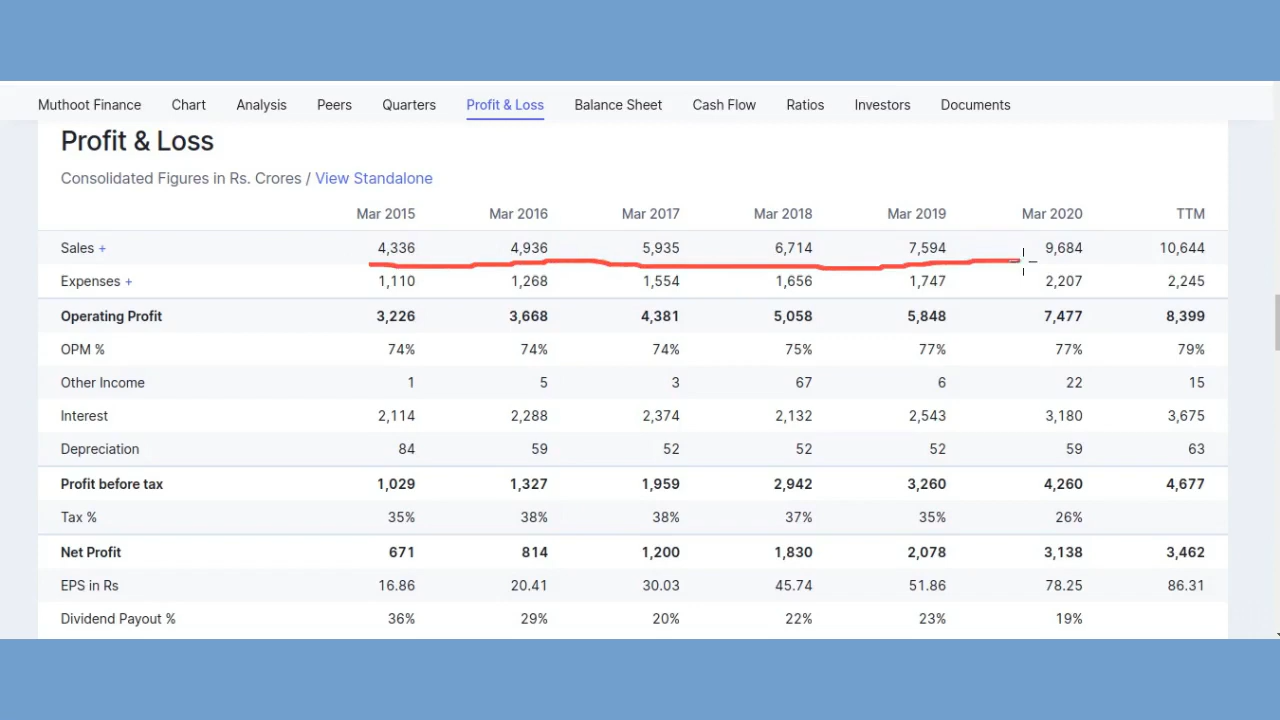 Muthoot Finance Chart Analysis Peers Quarters Profit & Loss Balance Sheet Cash Flow Ratios Investors Documents
Profit & Loss
Consolidated Figures in Rs. Crores / View Standalone
Mar 2015 Mar 2016 Mar 2017 Mar 2018 Mar 2019 Mar 2020 TTM
Sales + 4,336 4,936 5,935 6,714 7,594 9,684 10,644
Expenses + 1,110 1,268 1,554 1,656 1,747 2,207 2,245
Operating Profit 3,226 3,668 4,381 5,058 5,848 7,477 8,399
OPM % 74% 74% 74% 75% 77% 77% 79%
Other Income 1 5 3 67 6 22 15
Interest 2,114 2,288 2,374 2,132 2,543 3,180 3,675
Depreciation 84 59 52 52 52 59 63
Profit before tax 1,029 1,327 1,959 2,942 3,260 4,260 4,677
Tax % 35% 38% 38% 37% 35% 26%
Net Profit 671 814 1,200 1,830 2,078 3,138 3,462
EPS in Rs 16.86 20.41 30.03 45.74 51.86 78.25 86.31
Dividend Payout % 36% 29% 20% 22% 23% 19%